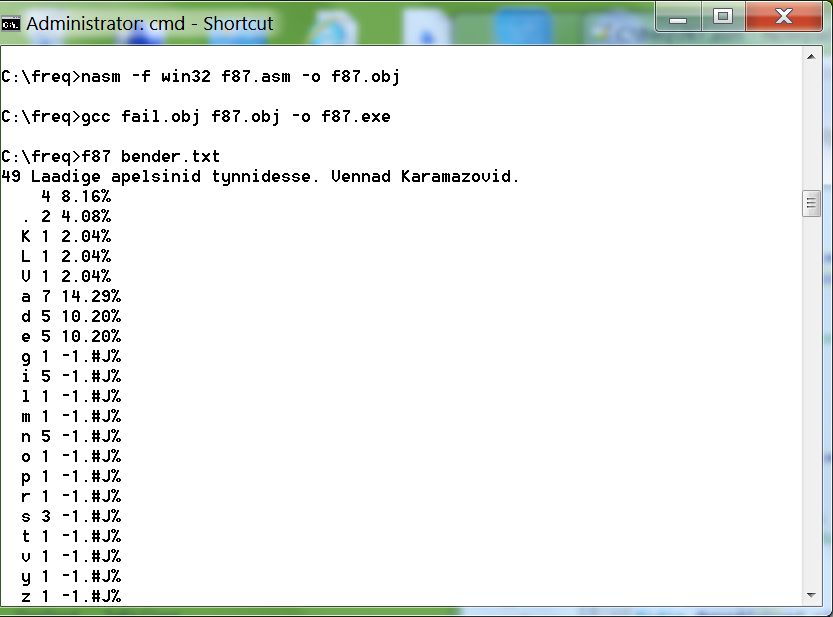 Administrator: cmd - Shortcut
C:\freq>nasm -f win32 f87.asm -o f87.obj
C:\freq>gcc fail.obj f87.obj -o f87.exe
C:\freq>f87 bender.txt
49 Laadige apelsinid tynnidesse. Vennad Karamazovid.
4 8.16%
. 2 4.08%
K 1 2.04%
L 1 2.04%
V 1 2.04%
a 7 14.29%
d 5 10.20%
e 5 10.20%
g 1 -1.#J%
i 5 -1.#J%
l 1 -1.#J%
m 1 -1.#J%
n 5 -1.#J%
o 1 -1.#J%
p 1 -1.#J%
r 1 -1.#J%
s 3 -1.#J%
t 1 -1.#J%
v 1 -1.#J%
y 1 -1.#J%
z 1 -1.#J%